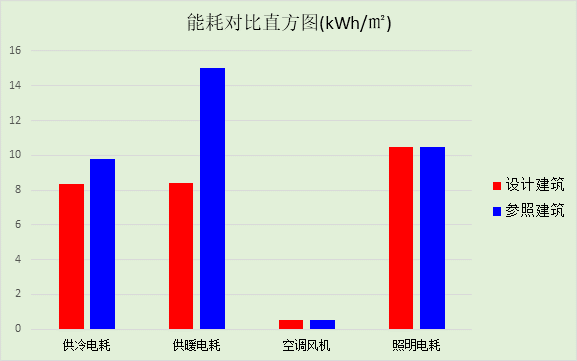 能耗对比直方图(kWh/㎡)
16
14
12
10
8
6
4
2
0
供冷电耗
供暖电耗
空调风机
照明电耗
设计建筑
参照建筑